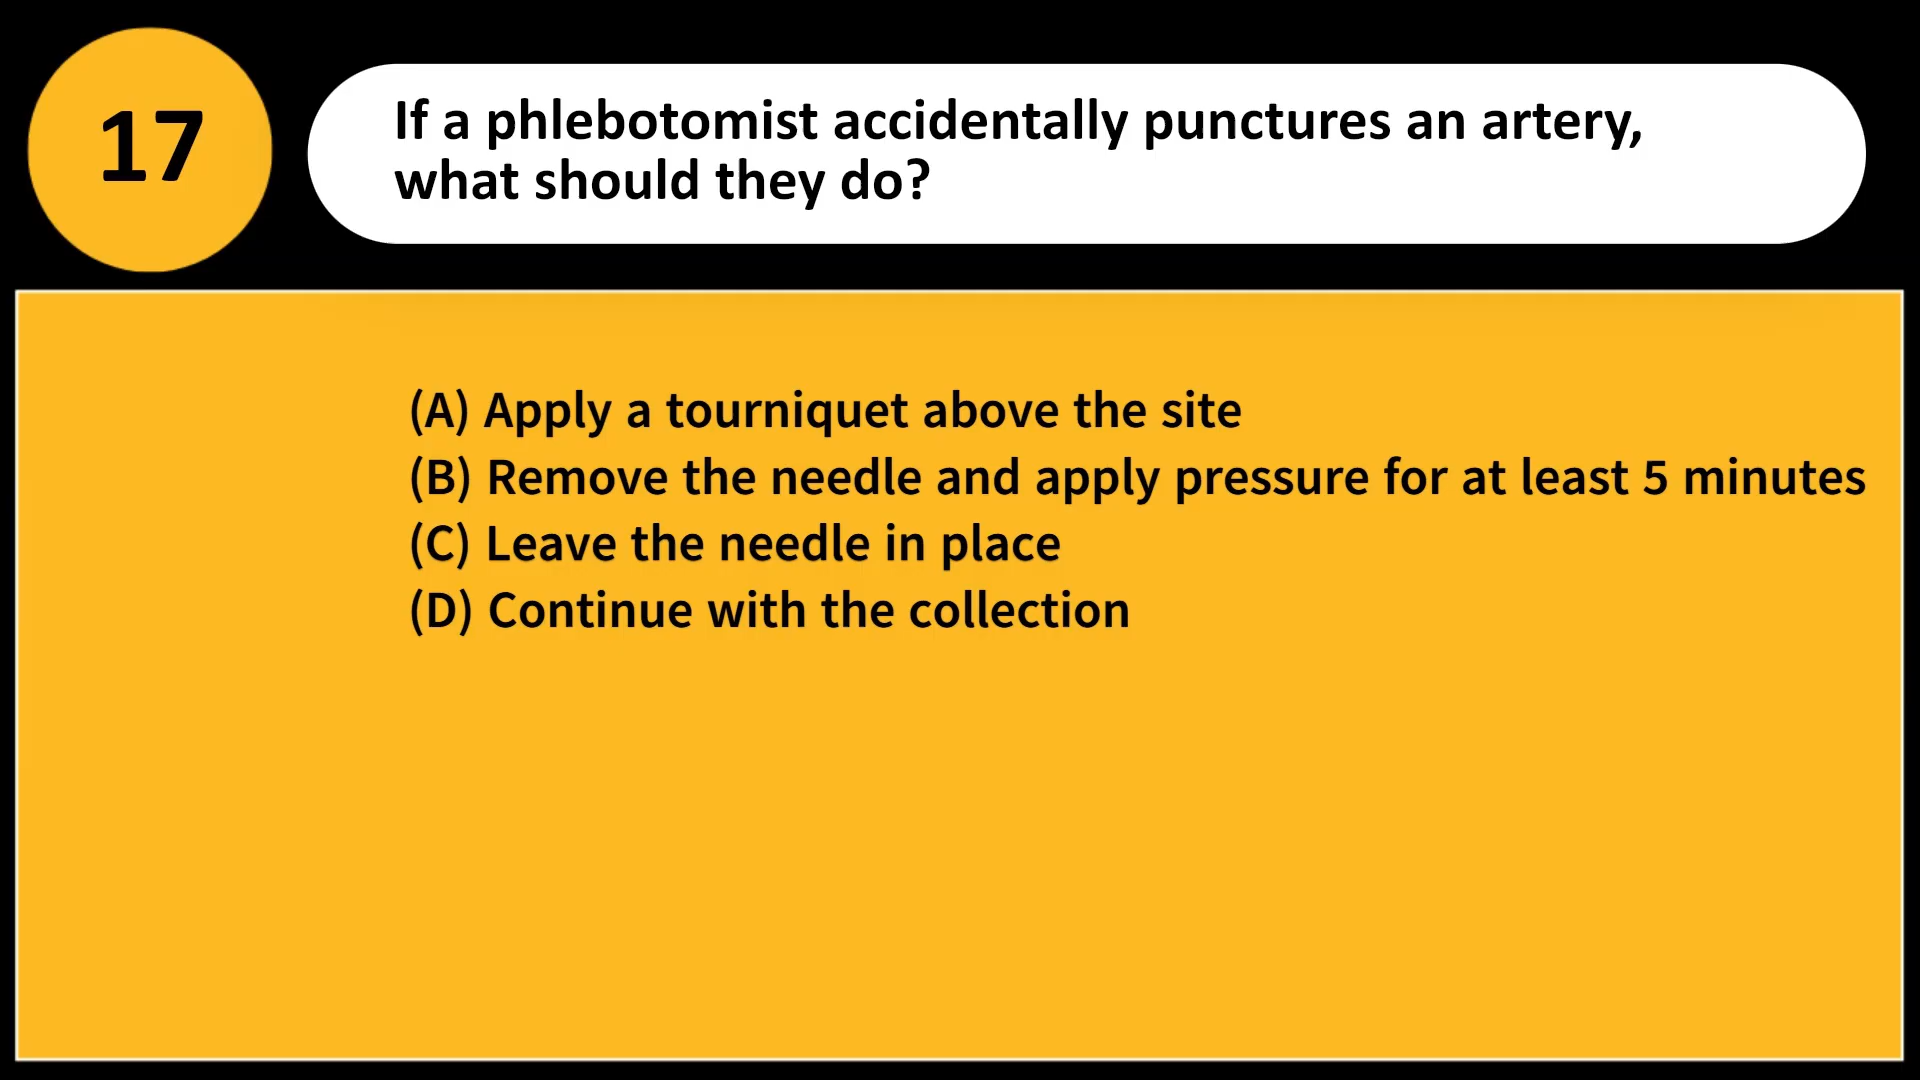 17
If a phlebotomist accidentally punctures an artery,
what should they do?
(A) Apply a tourniquet above the site
(B) Remove the needle and apply pressure for at least 5 minutes
(C) Leave the needle in place
(D) Continue with the collection